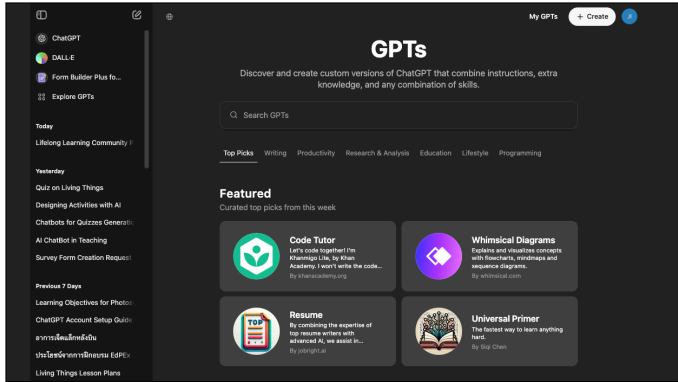 ChatGPT
DALL·E
Form Builder Plus fo...
Explore GPTs
Today
Lifelong Learning Community
Yesterday
Quiz on Living Things
Designing Activities with AI
Chatbots for Quizzes Generatio
AI ChatBot in Teaching
Survey Form Creation Request
Previous 7 Days
Learning Objectives for Photos
ChatGPT Account Setup Guide
อาการเจ็ตแล็กหลังบิน
ประโยชน์จากการฝึกอบรม EdPEx
Living Things Lesson Plans
My GPTs
+ Create
JI
GPTs
Discover and create custom versions of ChatGPT that combine instructions, extra
knowledge, and any combination of skills.
Search GPTs
Top Picks Writing Productivity Research & Analysis Education Lifestyle Programming
Featured
Curated top picks from this week
Code Tutor
Let's code together! I'm
Khanmigo Lite, by Khan
Academy. I won't write the code...
By khanacademy.org
Whimsical Diagrams
Explains and visualizes concepts
with flowcharts, mindmaps and
sequence diagrams.
By whimsical.com
TOP
Resume
By combining the expertise of
top resume writers with
advanced AI, we assist in...
By jobright.ai
Universal Primer
The fastest way to learn anything
hard.
By Siqi Chen